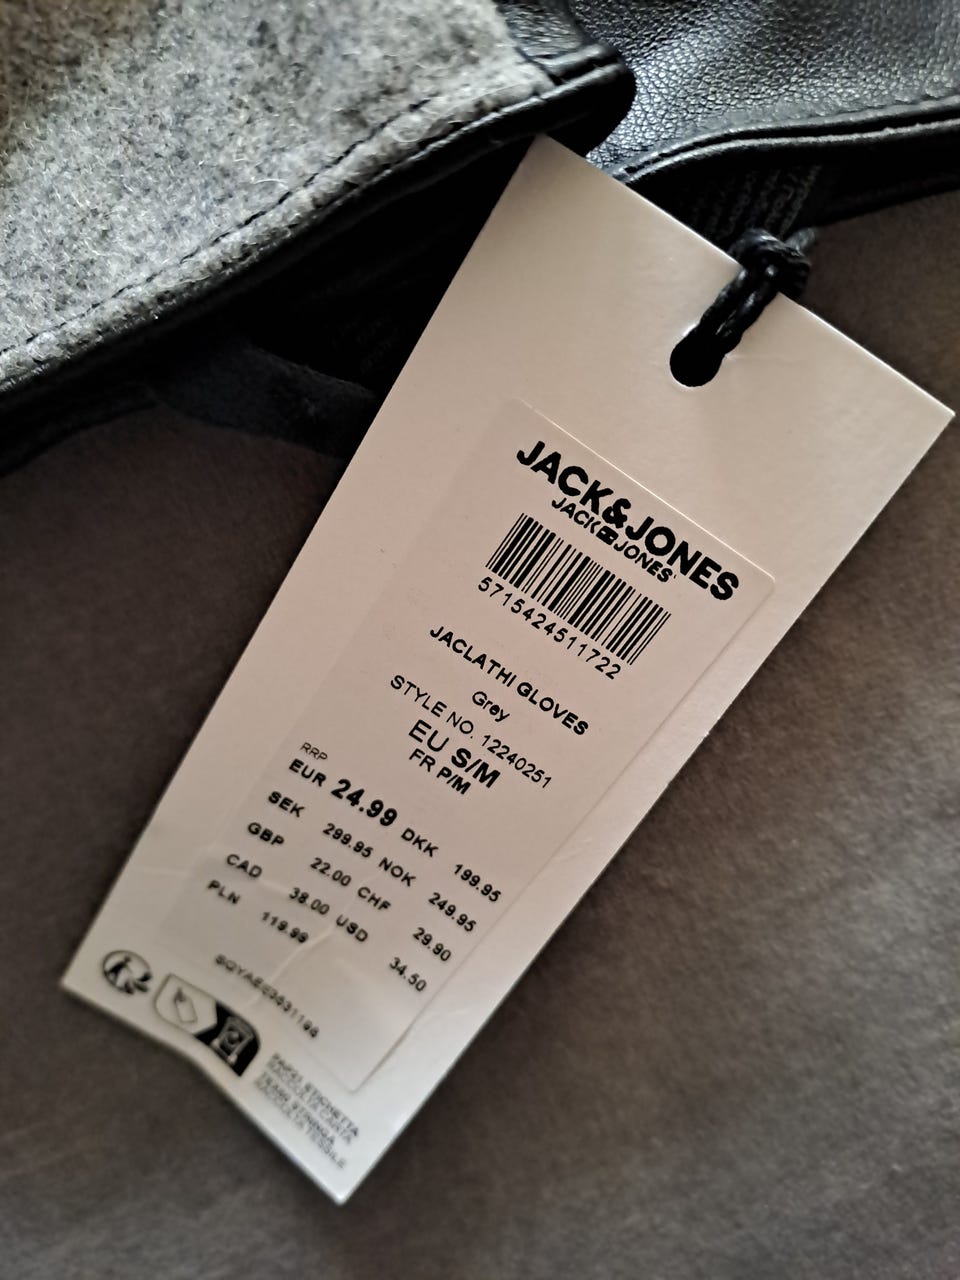 JACK&JONES
JACK&JONES
5715424511722
JACLATHI GLOVES
Grey
STYLE NO. 12240251
EU S/M
FR P/M
RRP
EUR 24.99 DKK 199.95
SEK 299.95 NOK 249.95
GBP 22.00 CHF 29.90
CAD 38.00 USD 34.50
PLN 119.99